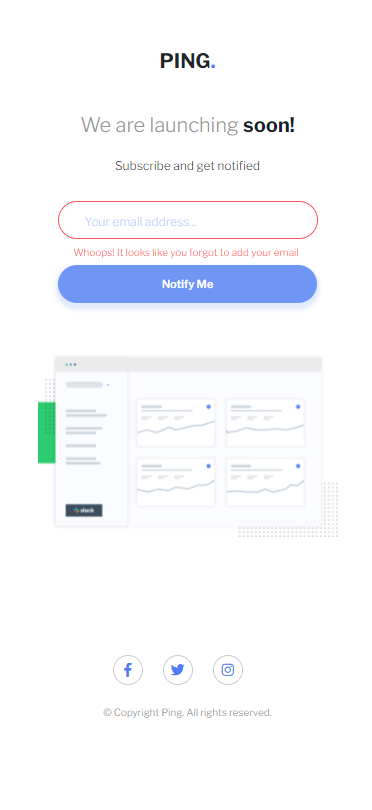 PING.
We are launching soon!
Subscribe and get notified
Your email address...
Whoops! It looks like you forgot to add your email
Notify Me
slack
© Copyright Ping. All rights reserved.